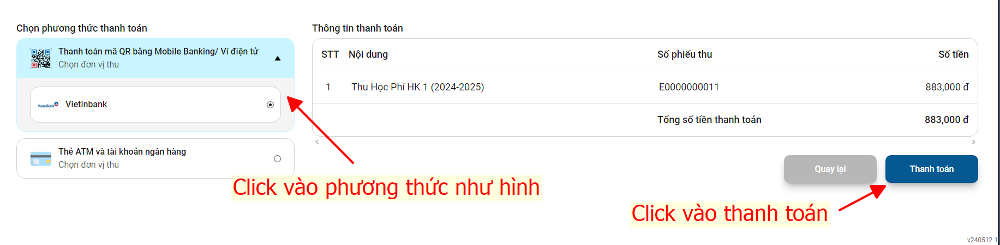 Chọn phương thức thanh toán
Thanh toán mã QR bằng Mobile Banking/ Ví điện tử
Chọn đơn vị thu
VietinBank
Vietinbank
Thẻ ATM và tài khoản ngân hàng
Chọn đơn vị thu
Click vào phương thức như hình
Thông tin thanh toán
STT Nội dung Số phiếu thu Số tiền
1 Thu Học Phí HK 1 (2024-2025) E0000000011 883,000 đ
Tổng số tiền thanh toán 883,000 đ
Quay lại Thanh toán
Click vào thanh toán
v240512.1